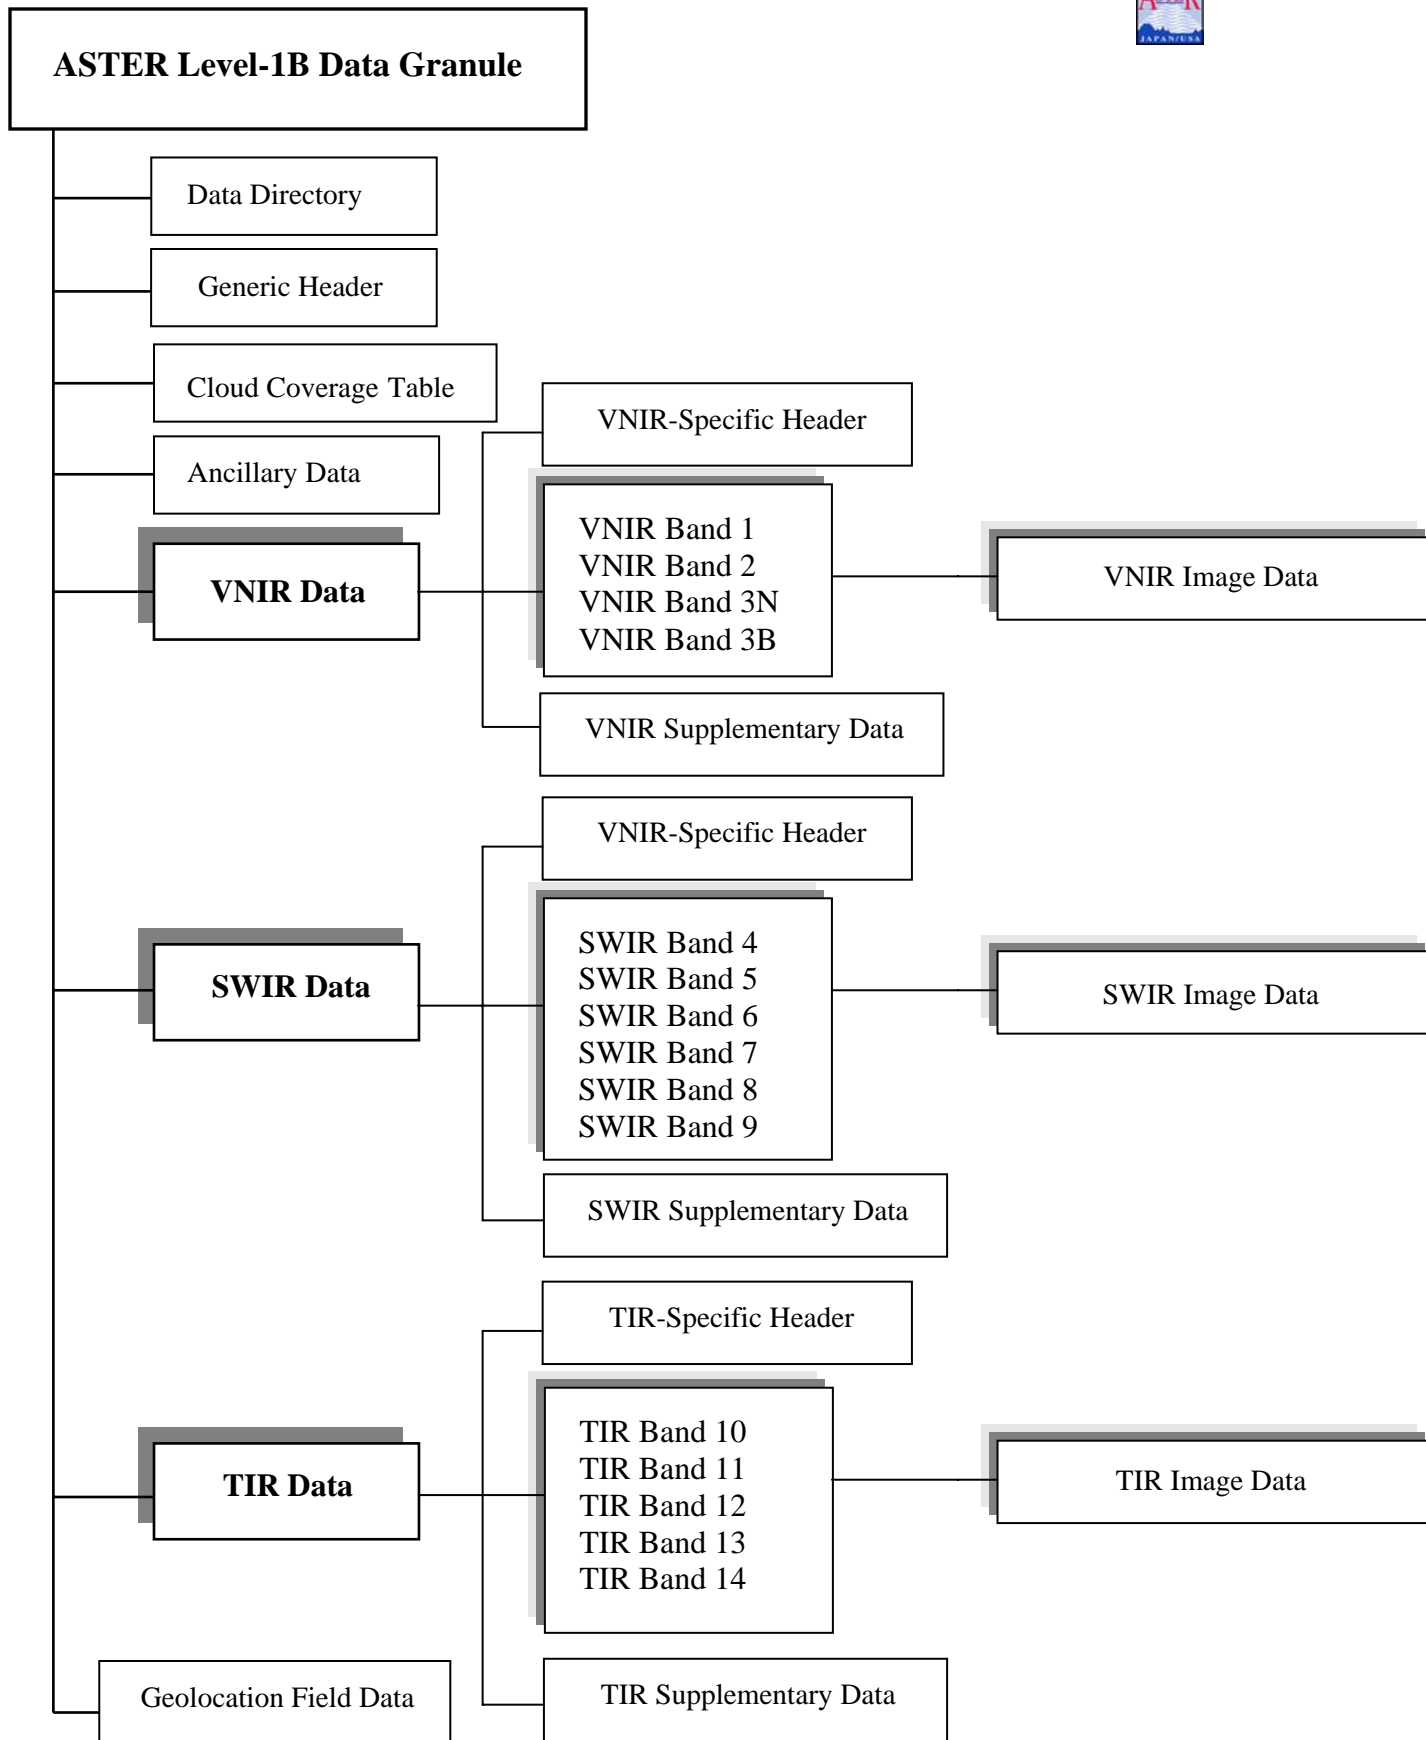 ASTER
JAPAN/USA
ASTER Level-1B Data Granule
Data Directory
Generic Header
Cloud Coverage Table
Ancillary Data
VNIR Data
VNIR-Specific Header
VNIR Band 1
VNIR Band 2
VNIR Band 3N
VNIR Band 3B
VNIR Image Data
VNIR Supplementary Data
SWIR Data
VNIR-Specific Header
SWIR Band 4
SWIR Band 5
SWIR Band 6
SWIR Band 7
SWIR Band 8
SWIR Band 9
SWIR Image Data
SWIR Supplementary Data
TIR Data
TIR-Specific Header
TIR Band 10
TIR Band 11
TIR Band 12
TIR Band 13
TIR Band 14
TIR Image Data
TIR Supplementary Data
Geolocation Field Data